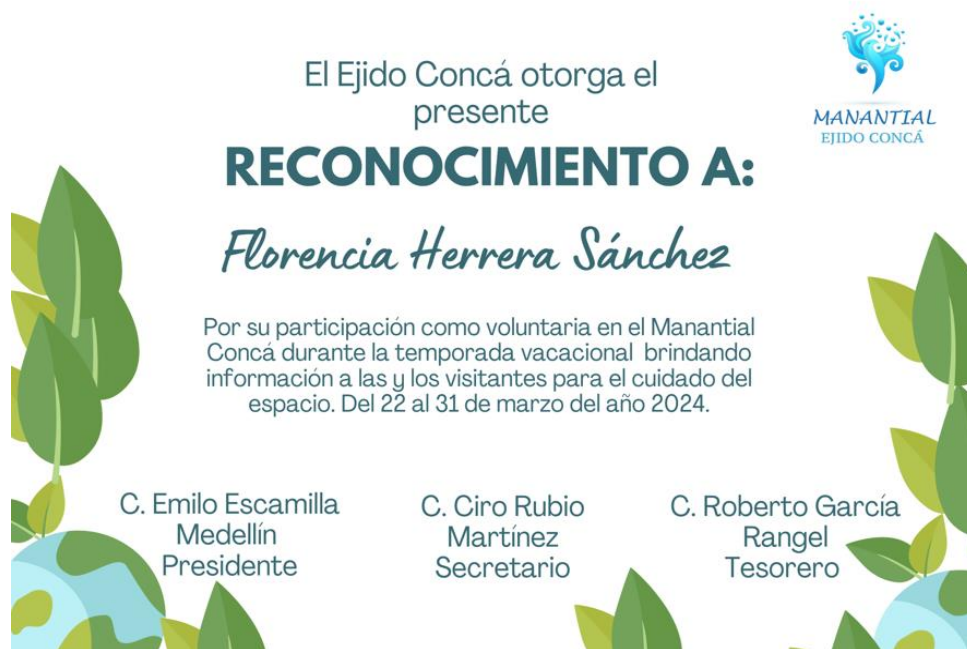 MANANTIAL
EJIDO CONCÁ
El Ejido Concá otorga el
presente
RECONOCIMIENTO A:
Florencia Herrera Sánchez
Por su participación como voluntaria en el Manantial
Concá durante la temporada vacacional brindando
información a las y los visitantes para el cuidado del
espacio. Del 22 al 31 de marzo del año 2024.
C. Emilo Escamilla
Medellín
Presidente
C. Ciro Rubio
Martínez
Secretario
C. Roberto García
Rangel
Tesorero